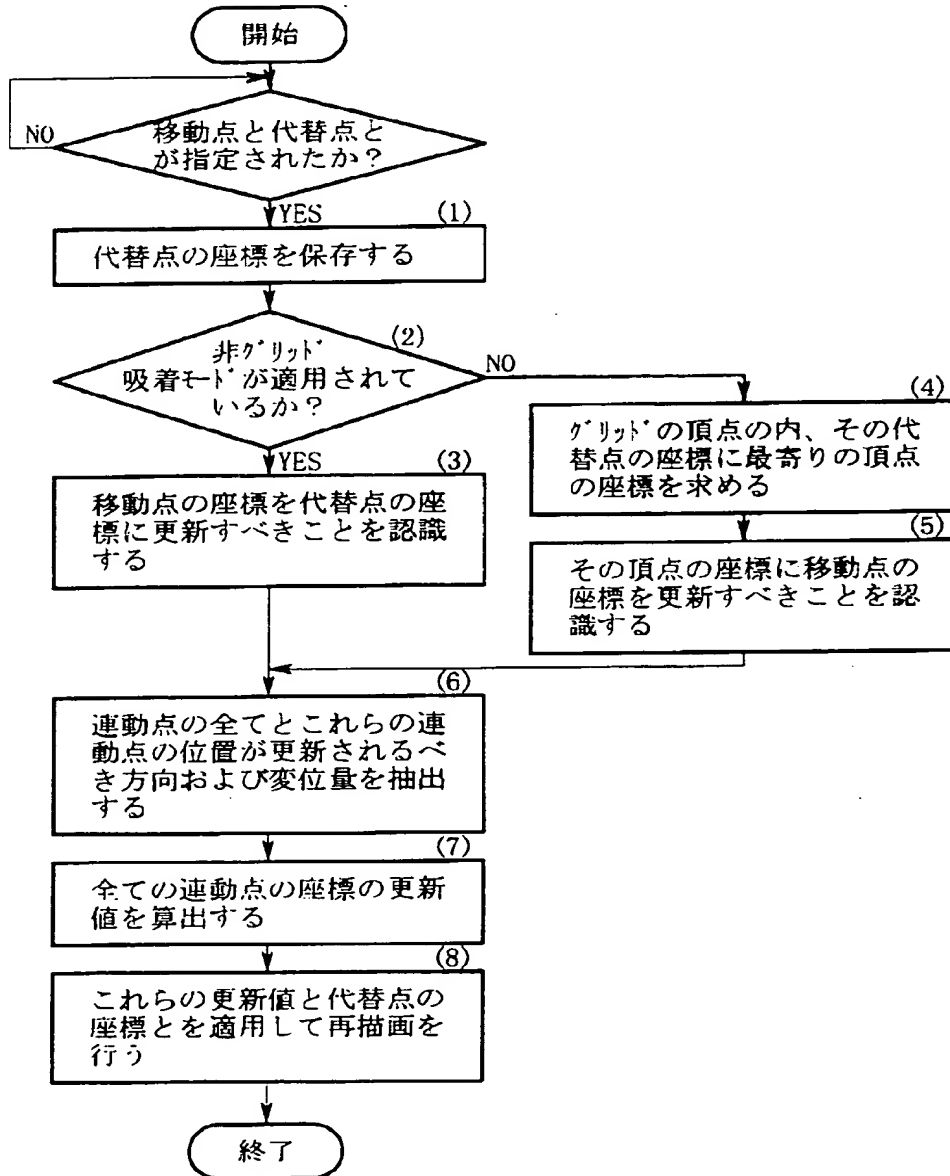 開始
移動点と代替点と
が指定されたか？
NO
YES
(1)
代替点の座標を保存する
(2)
非ｸﾞﾘｯﾄﾞ
吸着ﾓｰﾄﾞが適用されて
いるか？
NO
YES
(3)
移動点の座標を代替点の座
標に更新すべきことを認識
する
(4)
ｸﾞﾘｯﾄﾞの頂点の内、その代
替点の座標に最寄りの頂点
の座標を求める
(5)
その頂点の座標に移動点の
座標を更新すべきことを認
識する
(6)
連動点の全てとこれらの連
動点の位置が更新されるべ
き方向および変位量を抽出
する
(7)
全ての連動点の座標の更新
値を算出する
(8)
これらの更新値と代替点の
座標とを適用して再描画を
行う
終了